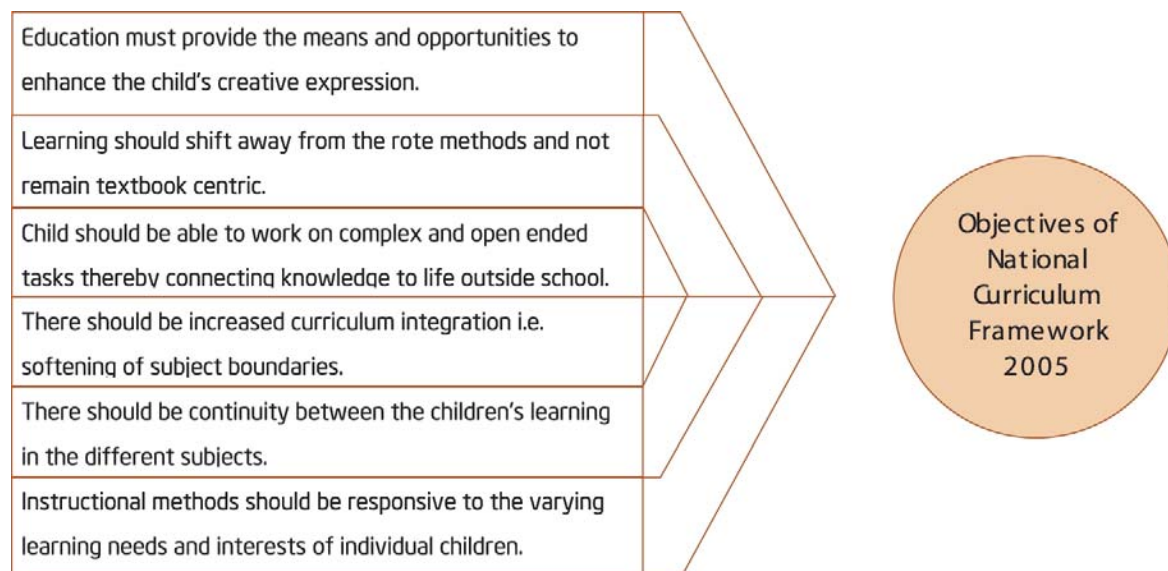 Education must provide the means and opportunities to
enhance the child's creative expression.
Learning should shift away from the rote methods and not
remain textbook centric.
Child should be able to work on complex and open ended
tasks thereby connecting knowledge to life outside school.
There should be increased curriculum integration i.e.
softening of subject boundaries.
There should be continuity between the children's learning
in the different subjects.
Instructional methods should be responsive to the varying
learning needs and interests of individual children.
Objectives of
National
Curriculum
Framework
2005